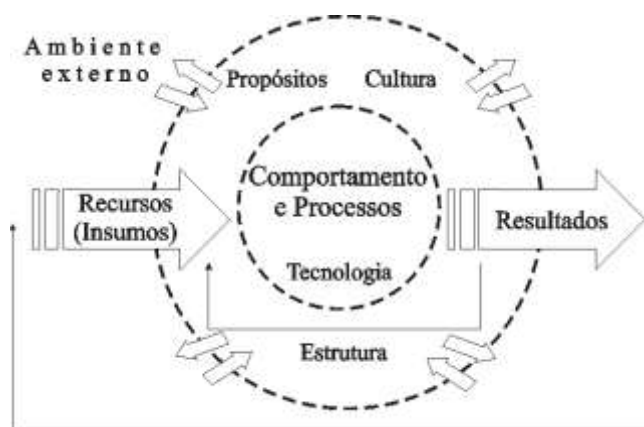 Ambiente
externo
Propósitos Cultura
Comportamento
e Processos
Recursos
(Insumos)
Resultados
Tecnologia
Estrutura